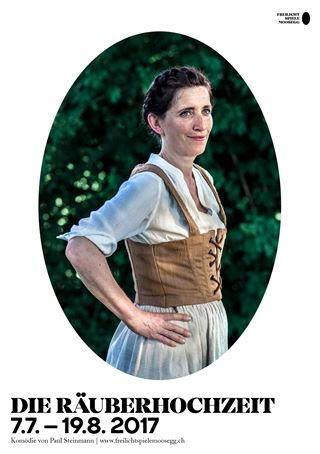 FREILICHT
SPIELE
MOOSEGG
DIE RÄUBERHOCHZEIT
7.7. – 19.8. 2017
Komödie von Paul Steinmann | www.freilichtspielemoosegg.ch